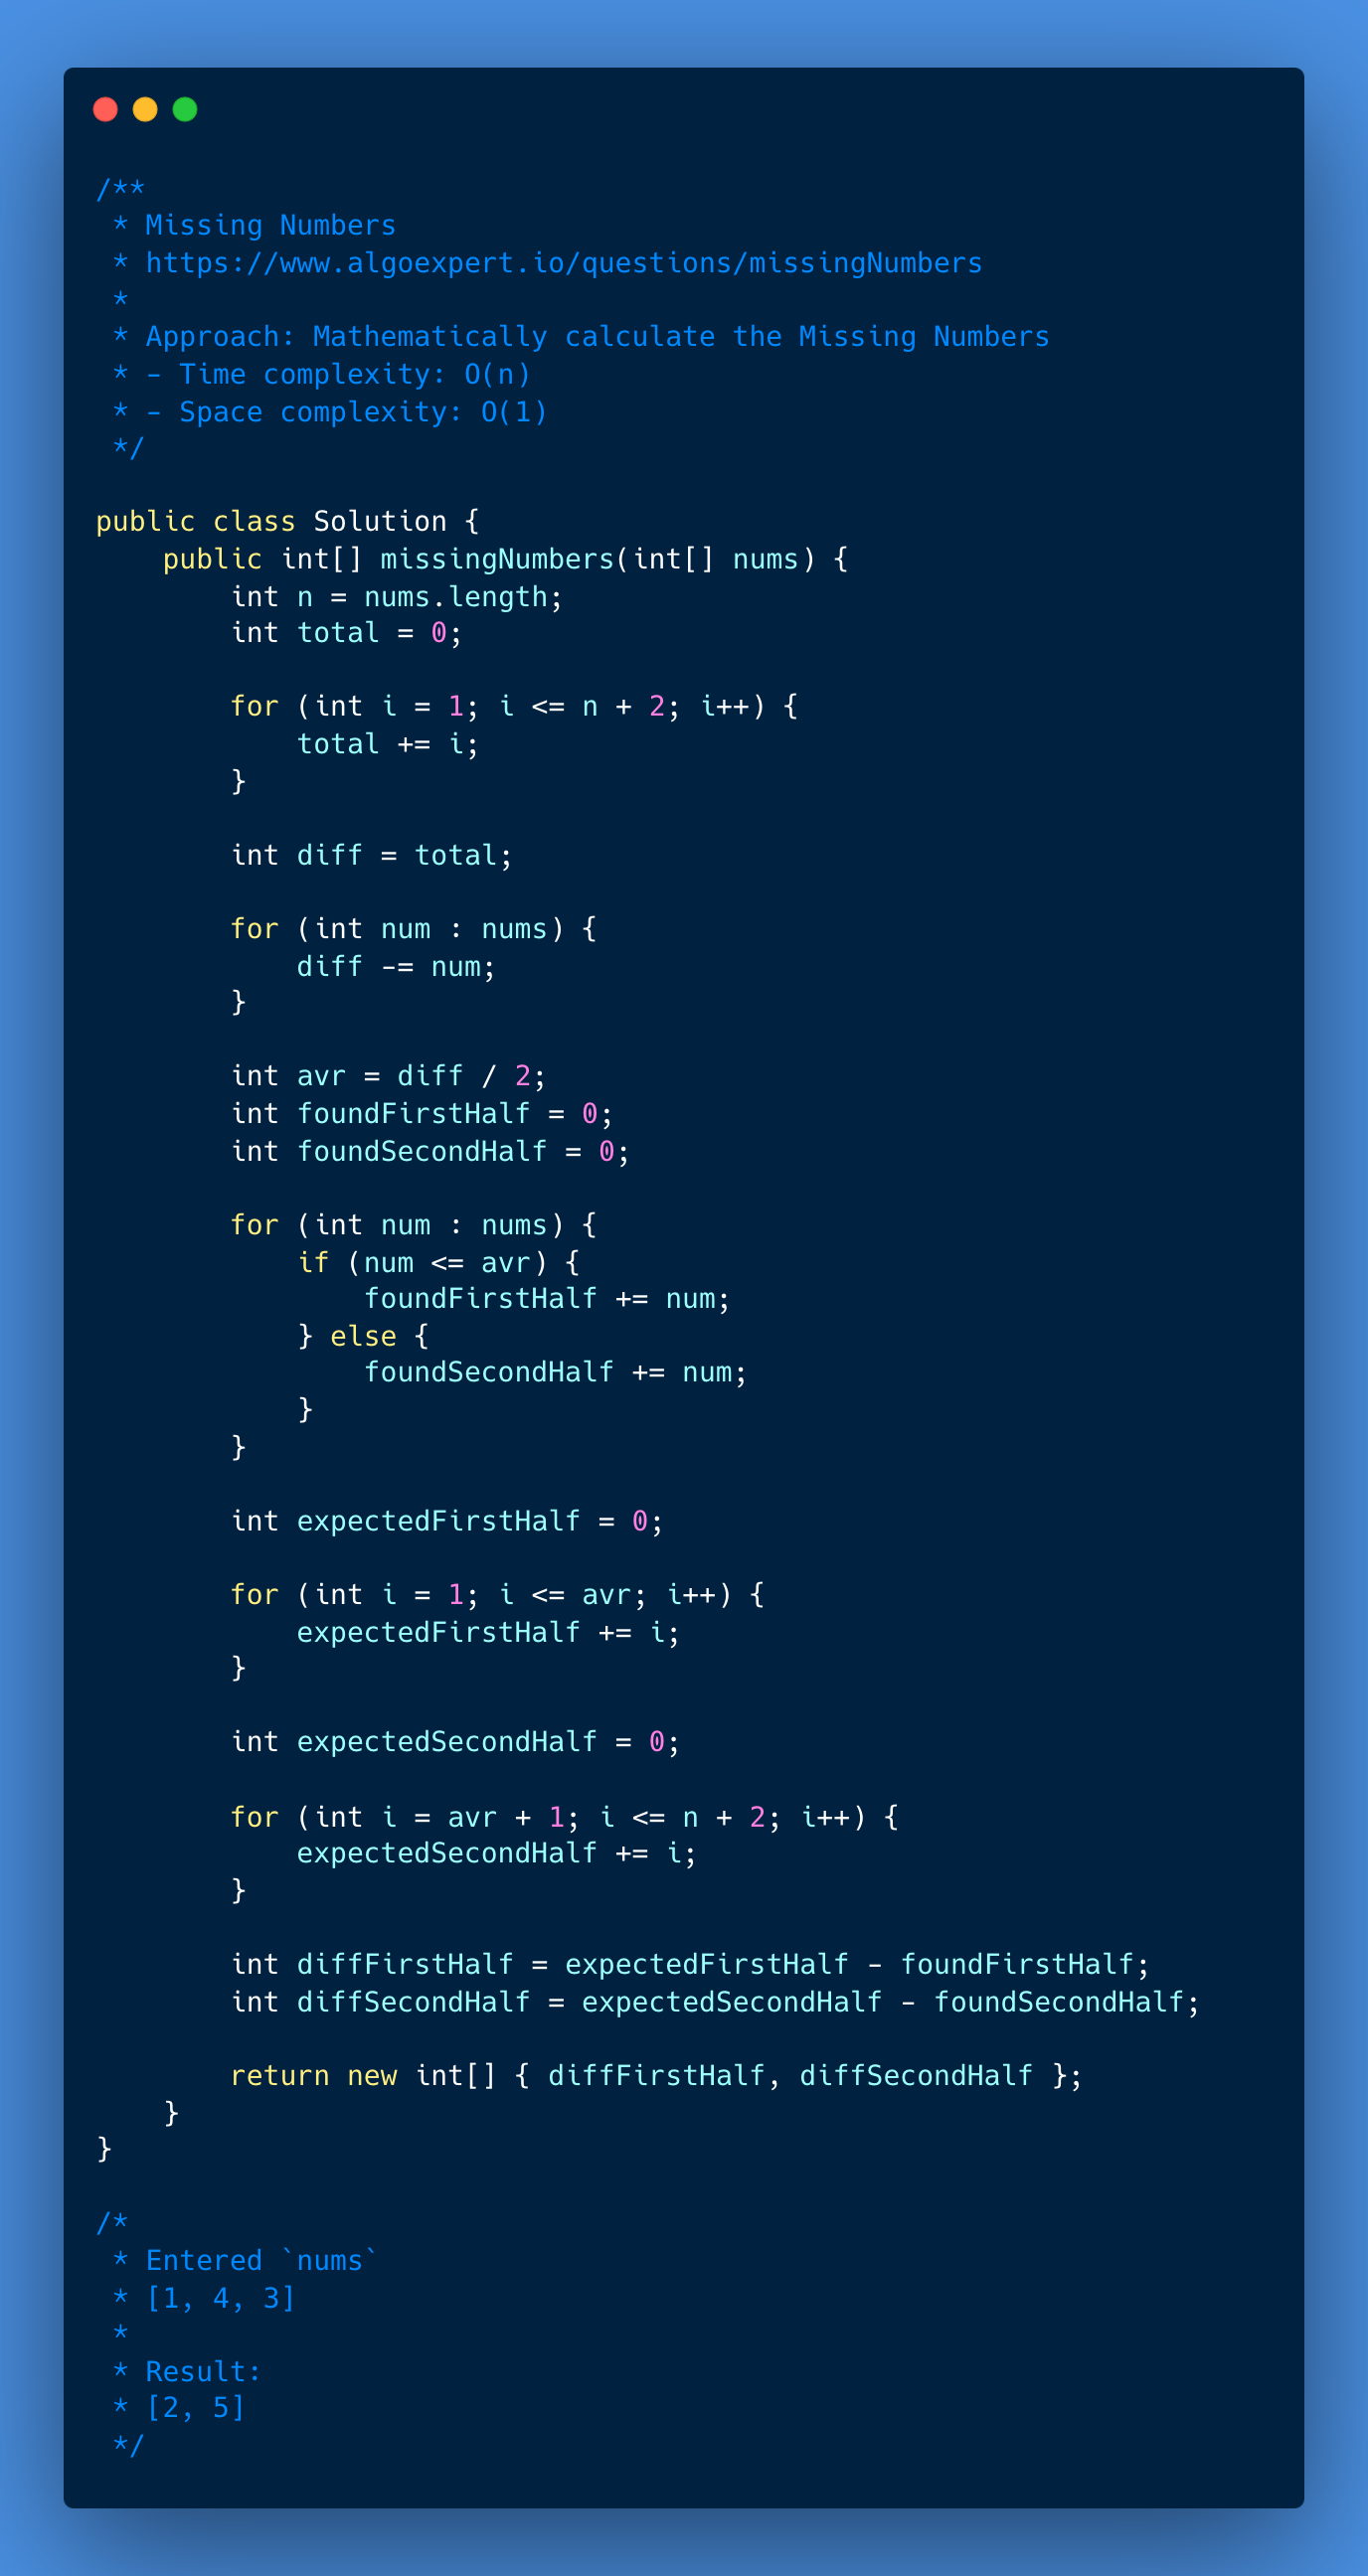 /**
 * Missing Numbers
 * https://www.algoexpert.io/questions/missingNumbers
 *
 * Approach: Mathematically calculate the Missing Numbers
 * - Time complexity: O(n)
 * - Space complexity: O(1)
 */

public class Solution {
    public int[] missingNumbers(int[] nums) {
        int n = nums.length;
        int total = 0;

        for (int i = 1; i <= n + 2; i++) {
            total += i;
        }

        int diff = total;

        for (int num : nums) {
            diff -= num;
        }

        int avr = diff / 2;
        int foundFirstHalf = 0;
        int foundSecondHalf = 0;

        for (int num : nums) {
            if (num <= avr) {
                foundFirstHalf += num;
            } else {
                foundSecondHalf += num;
            }
        }

        int expectedFirstHalf = 0;

        for (int i = 1; i <= avr; i++) {
            expectedFirstHalf += i;
        }

        int expectedSecondHalf = 0;

        for (int i = avr + 1; i <= n + 2; i++) {
            expectedSecondHalf += i;
        }

        int diffFirstHalf = expectedFirstHalf - foundFirstHalf;
        int diffSecondHalf = expectedSecondHalf - foundSecondHalf;

        return new int[] { diffFirstHalf, diffSecondHalf };
    }
}

/*
 * Entered `nums`
 * [1, 4, 3]
 *
 * Result:
 * [2, 5]
 */